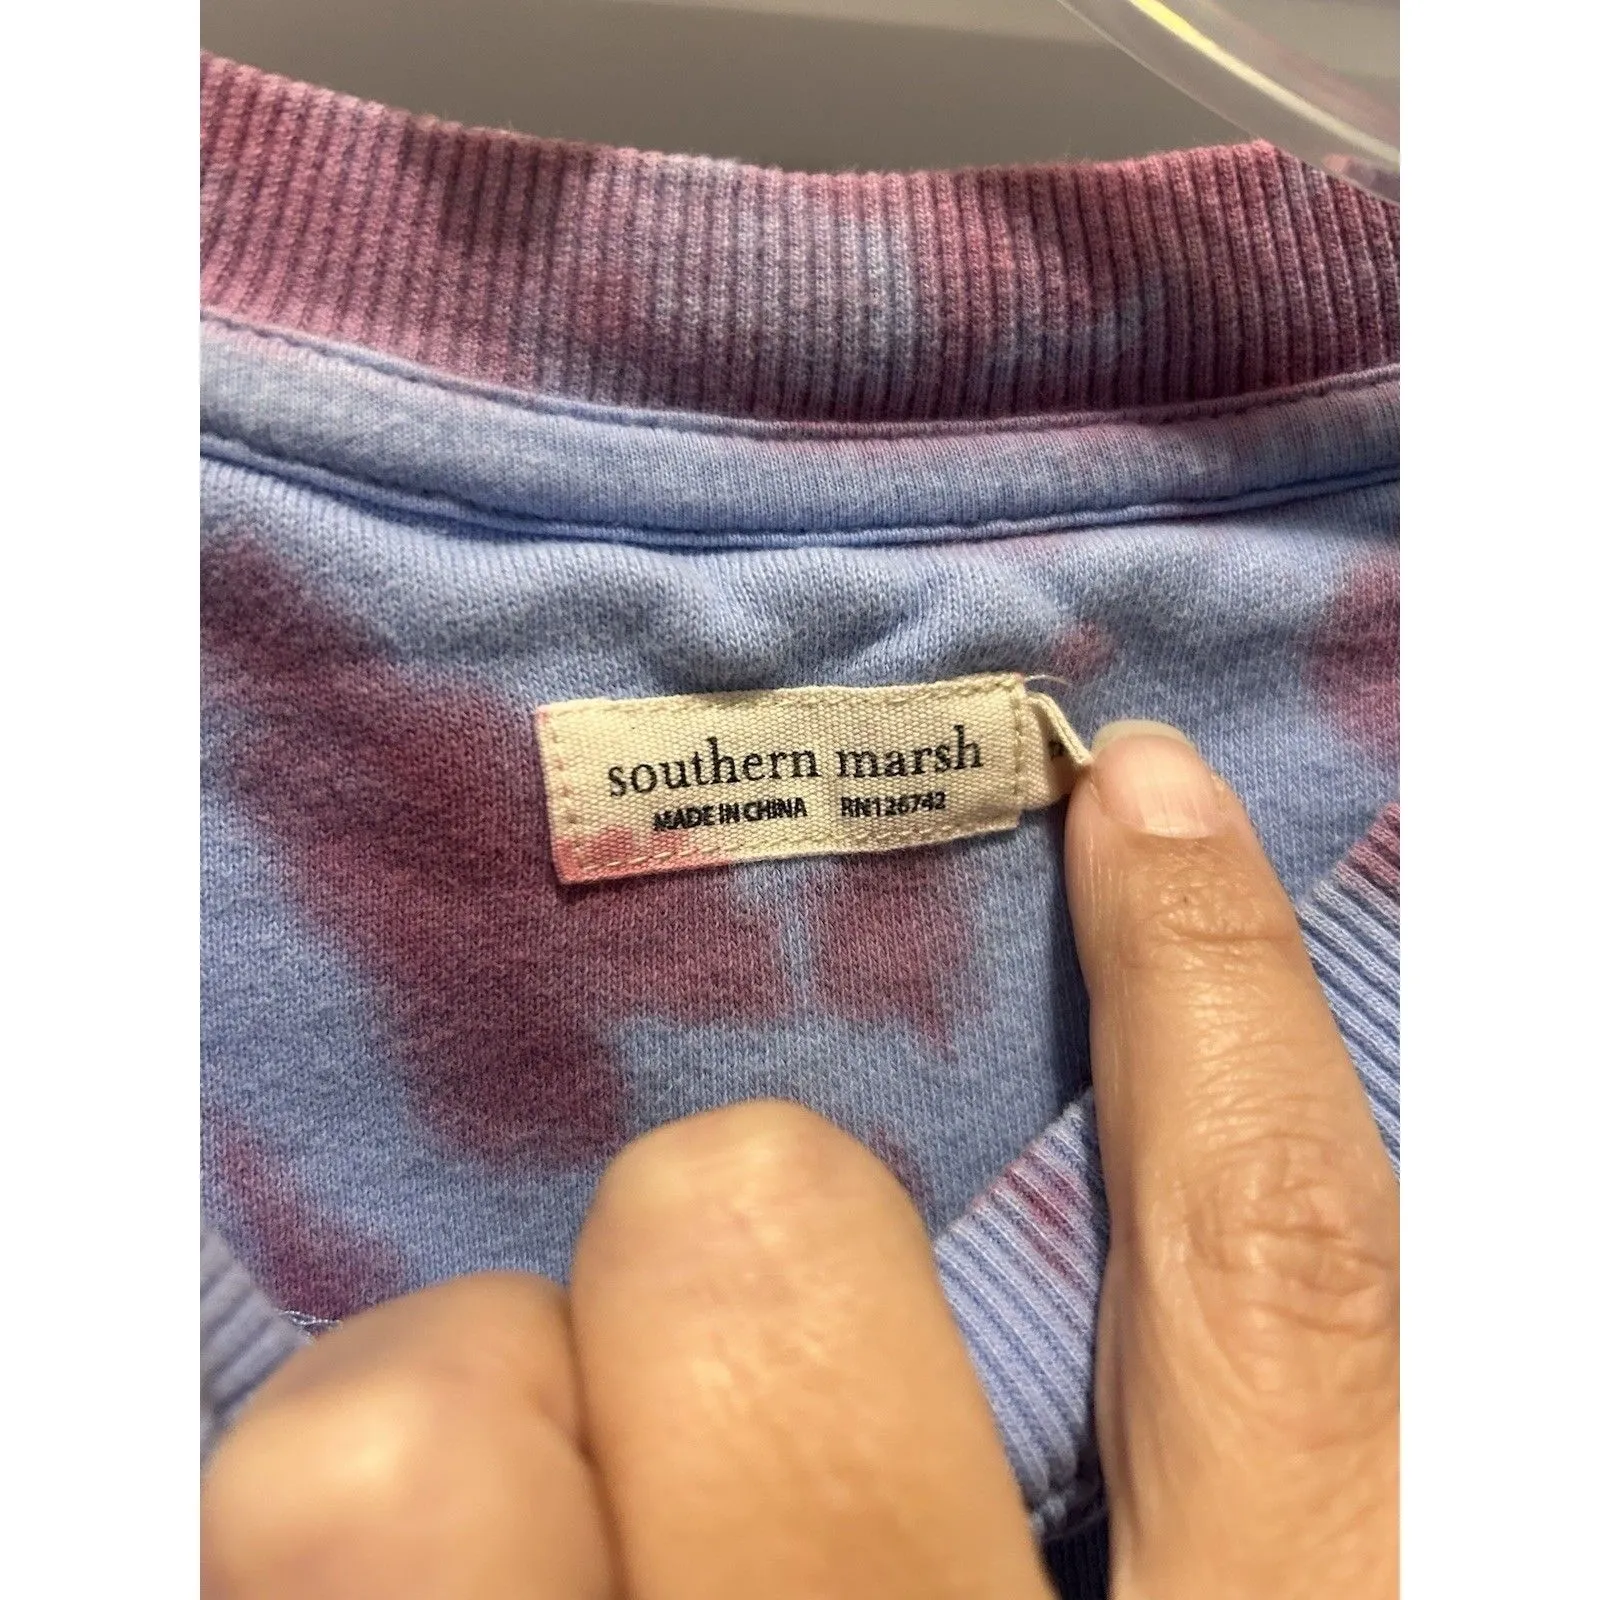 southern marsh
MADE IN CHINA RN126742